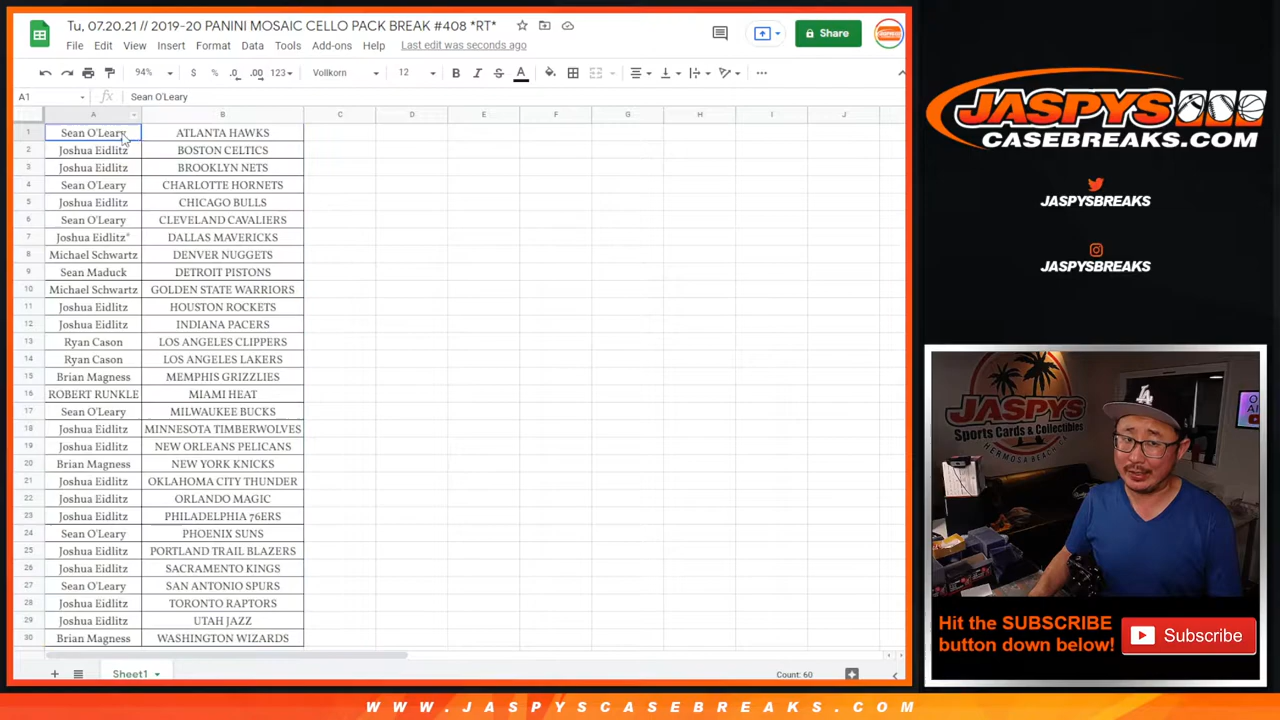 Tu, 07.20.21 // 2019-20 PANINI MOSAIC CELLO PACK BREAK #408 *RT*
File Edit View Insert Format Data Tools Add-ons Help Last edit was seconds ago
Share
94% $ % .0 .00 123 Vollkorn 12 B I S A
A1 fx Sean O'Leary
A B C D E F G H I J
1 Sean O'Leary ATLANTA HAWKS
2 Joshua Eidlitz BOSTON CELTICS
3 Joshua Eidlitz BROOKLYN NETS
4 Sean O'Leary CHARLOTTE HORNETS
5 Joshua Eidlitz CHICAGO BULLS
6 Sean O'Leary CLEVELAND CAVALIERS
7 Joshua Eidlitz* DALLAS MAVERICKS
8 Michael Schwartz DENVER NUGGETS
9 Sean Maduck DETROIT PISTONS
10 Michael Schwartz GOLDEN STATE WARRIORS
11 Joshua Eidlitz HOUSTON ROCKETS
12 Joshua Eidlitz INDIANA PACERS
13 Ryan Cason LOS ANGELES CLIPPERS
14 Ryan Cason LOS ANGELES LAKERS
15 Brian Magness MEMPHIS GRIZZLIES
16 ROBERT RUNKLE MIAMI HEAT
17 Sean O'Leary MILWAUKEE BUCKS
18 Joshua Eidlitz MINNESOTA TIMBERWOLVES
19 Joshua Eidlitz NEW ORLEANS PELICANS
20 Brian Magness NEW YORK KNICKS
21 Joshua Eidlitz OKLAHOMA CITY THUNDER
22 Joshua Eidlitz ORLANDO MAGIC
23 Joshua Eidlitz PHILADELPHIA 76ERS
24 Sean O'Leary PHOENIX SUNS
25 Joshua Eidlitz PORTLAND TRAIL BLAZERS
26 Joshua Eidlitz SACRAMENTO KINGS
27 Sean O'Leary SAN ANTONIO SPURS
28 Joshua Eidlitz TORONTO RAPTORS
29 Joshua Eidlitz UTAH JAZZ
30 Brian Magness WASHINGTON WIZARDS
Sheet1
Count: 60
JASPYS
CASEBREAKS.COM
JASPYSBREAKS
JASPYSBREAKS
JASPYS
Sports Cards & Collectibles
HERMOSA BEACH
LA
Hit the SUBSCRIBE
button down below!
Subscribe
WWW.JASPYSCASEBREAKS.COM